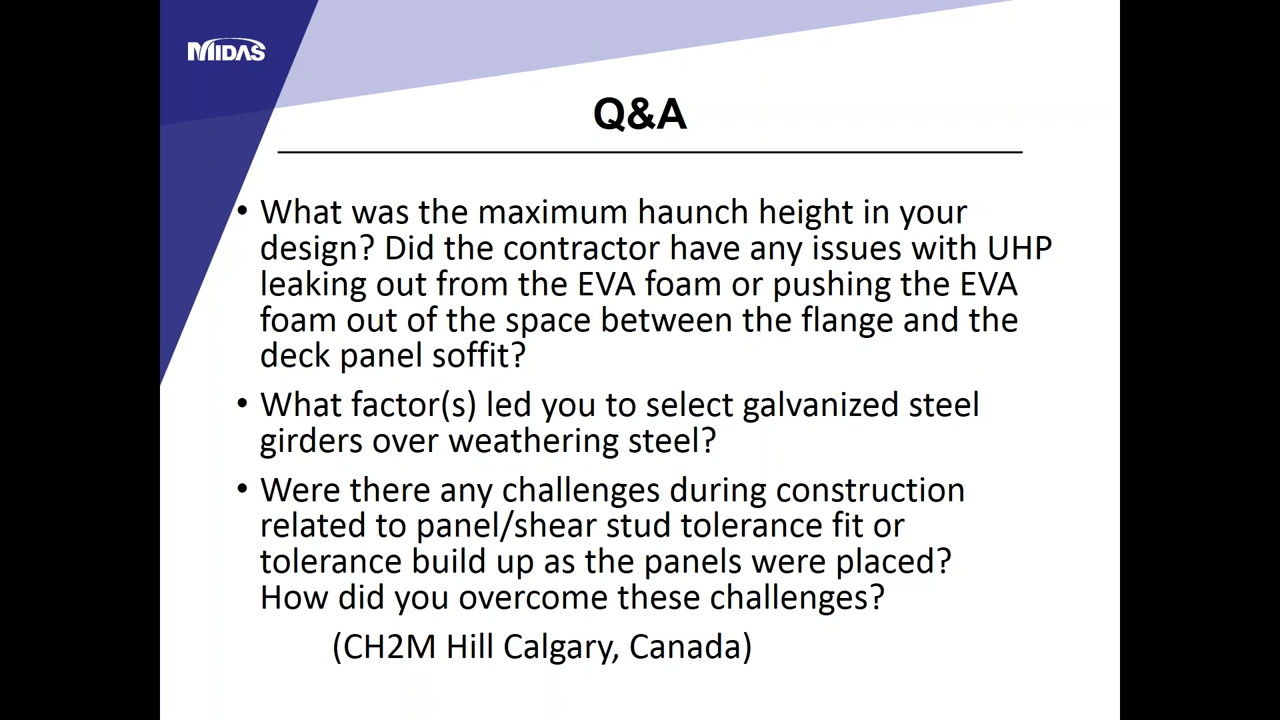 MIDAS
Q&A
• What was the maximum haunch height in your
design? Did the contractor have any issues with UHP
leaking out from the EVA foam or pushing the EVA
foam out of the space between the flange and the
deck panel soffit?
• What factor(s) led you to select galvanized steel
girders over weathering steel?
• Were there any challenges during construction
related to panel/shear stud tolerance fit or
tolerance build up as the panels were placed?
How did you overcome these challenges?
(CH2M Hill Calgary, Canada)